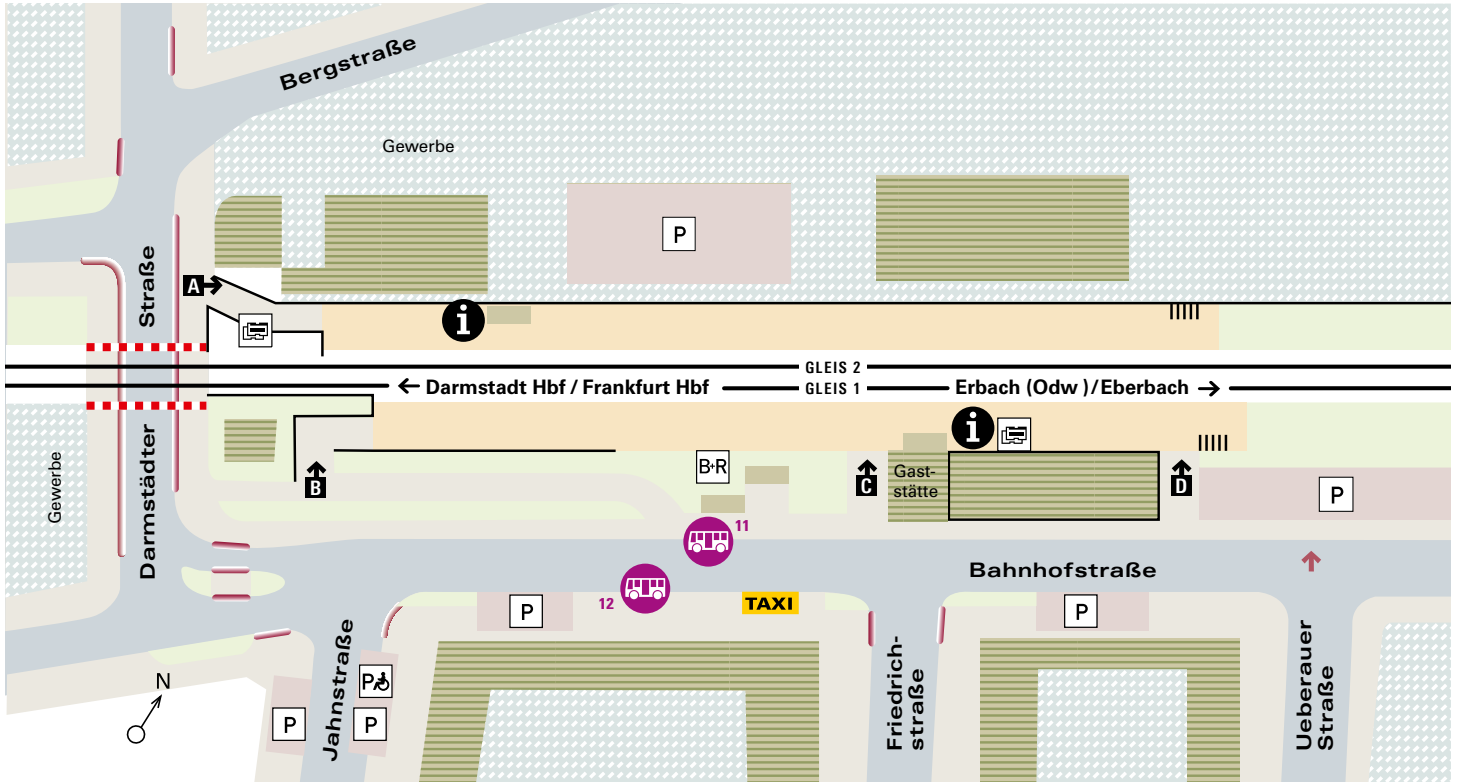 Bergstraße
Gewerbe
P
Straße
A
i
GLEIS 2
← Darmstadt Hbf / Frankfurt Hbf
GLEIS 1
Erbach (Odw )/Eberbach →
i
Gewerbe
Darmstädter
B
B+R
C
Gast-
stätte
D
P
11
12
Bahnhofstraße
P
TAXI
P
N
Jahnstraße
P
P
P
Friedrich-
straße
Ueberauer
Straße